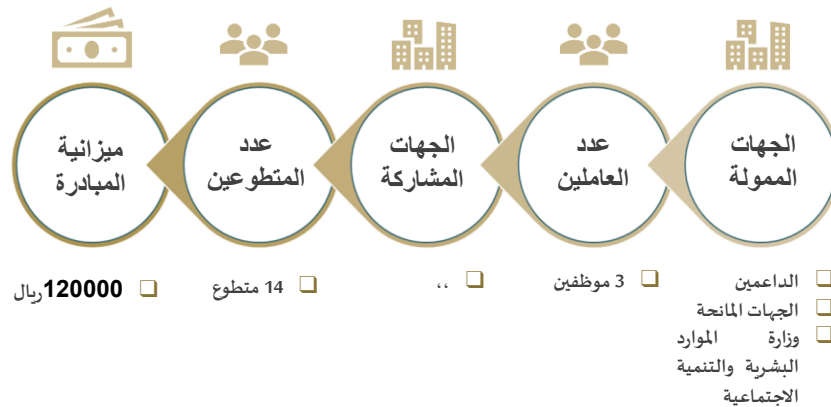 الجهات
الممولة
عدد
العاملين
الجهات
المشاركة
عدد
المتطوعين
ميزانية
المبادرة
الداعمين
الجهات المانحة
وزارة الموارد
البشرية والتنمية
الاجتماعية
3 موظفين
،،
14 متطوع
120000ريال